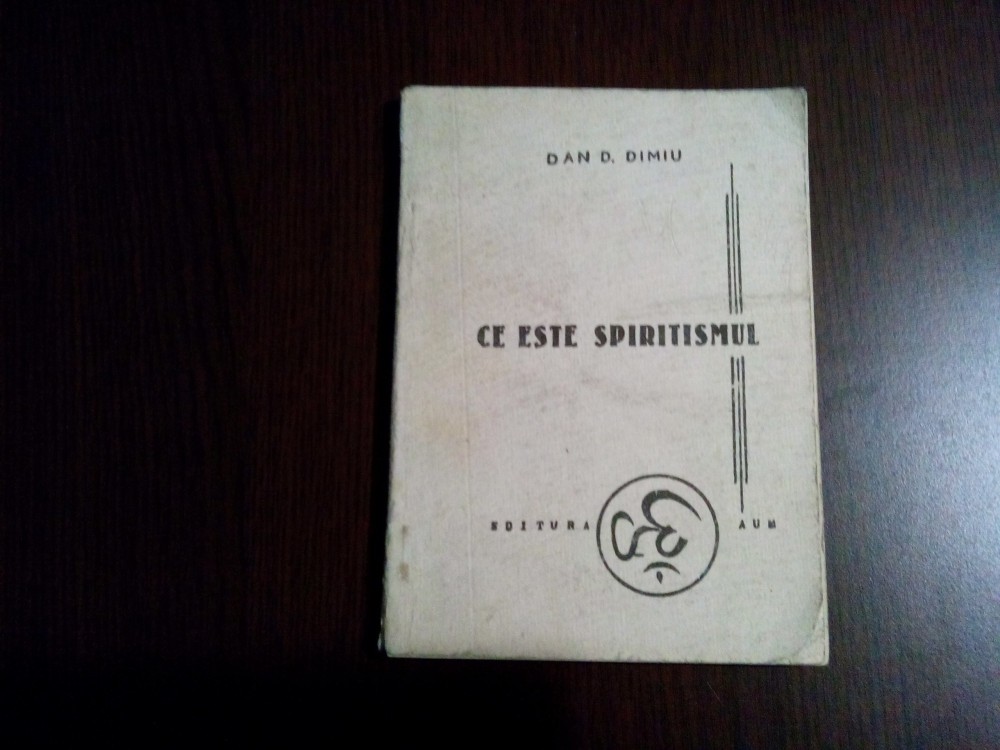 DAN D. DIMIU
CE ESTE SPIRITISMUL
EDITURA AUM